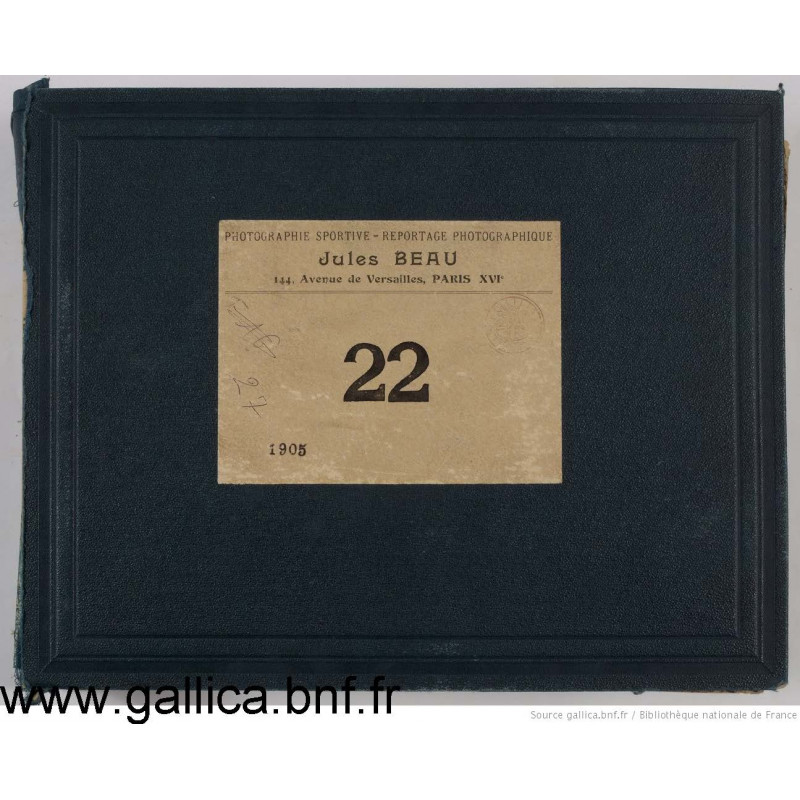 PHOTOGRAPHIE SPORTIVE - REPORTAGE PHOTOGRAPHIQUE
Jules BEAU
144, Avenue de Versailles, PARIS XVIe
22
27
1905
www.gallica.bnf.fr
Source gallica.bnf.fr / Bibliothèque nationale de France